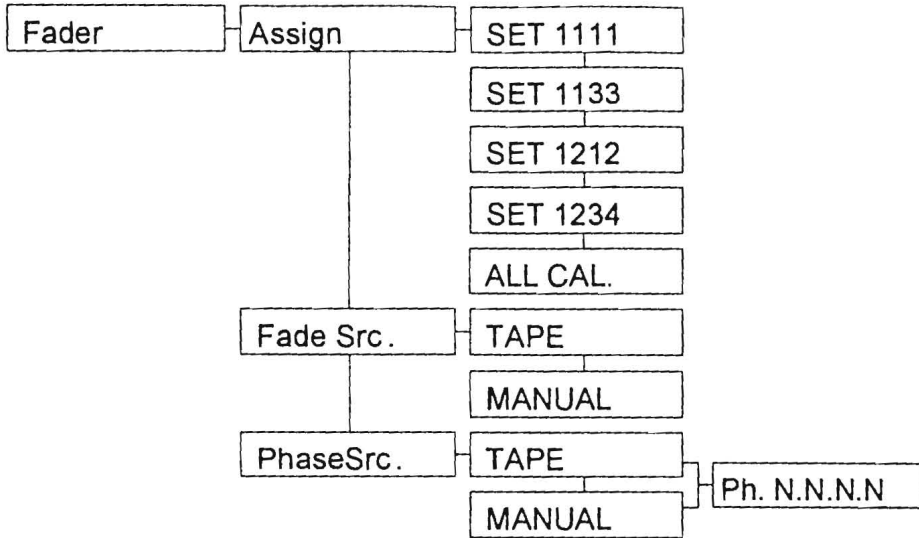 Fader
Assign
SET 1111
SET 1133
SET 1212
SET 1234
ALL CAL.
Fade Src.
TAPE
MANUAL
PhaseSrc.
TAPE
MANUAL
Ph. N.N.N.N